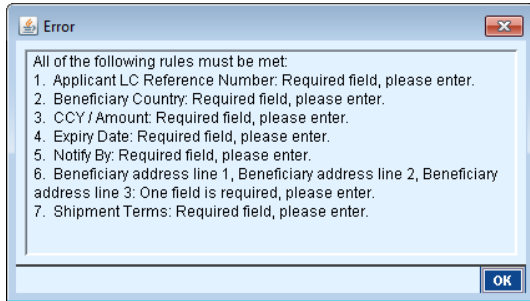 Error
All of the following rules must be met:
1.  Applicant LC Reference Number: Required field, please enter.
2.  Beneficiary Country: Required field, please enter.
3.  CCY / Amount: Required field, please enter.
4.  Expiry Date: Required field, please enter.
5.  Notify By: Required field, please enter.
6.  Beneficiary address line 1, Beneficiary address line 2, Beneficiary
address line 3: One field is required, please enter.
7.  Shipment Terms: Required field, please enter.
OK